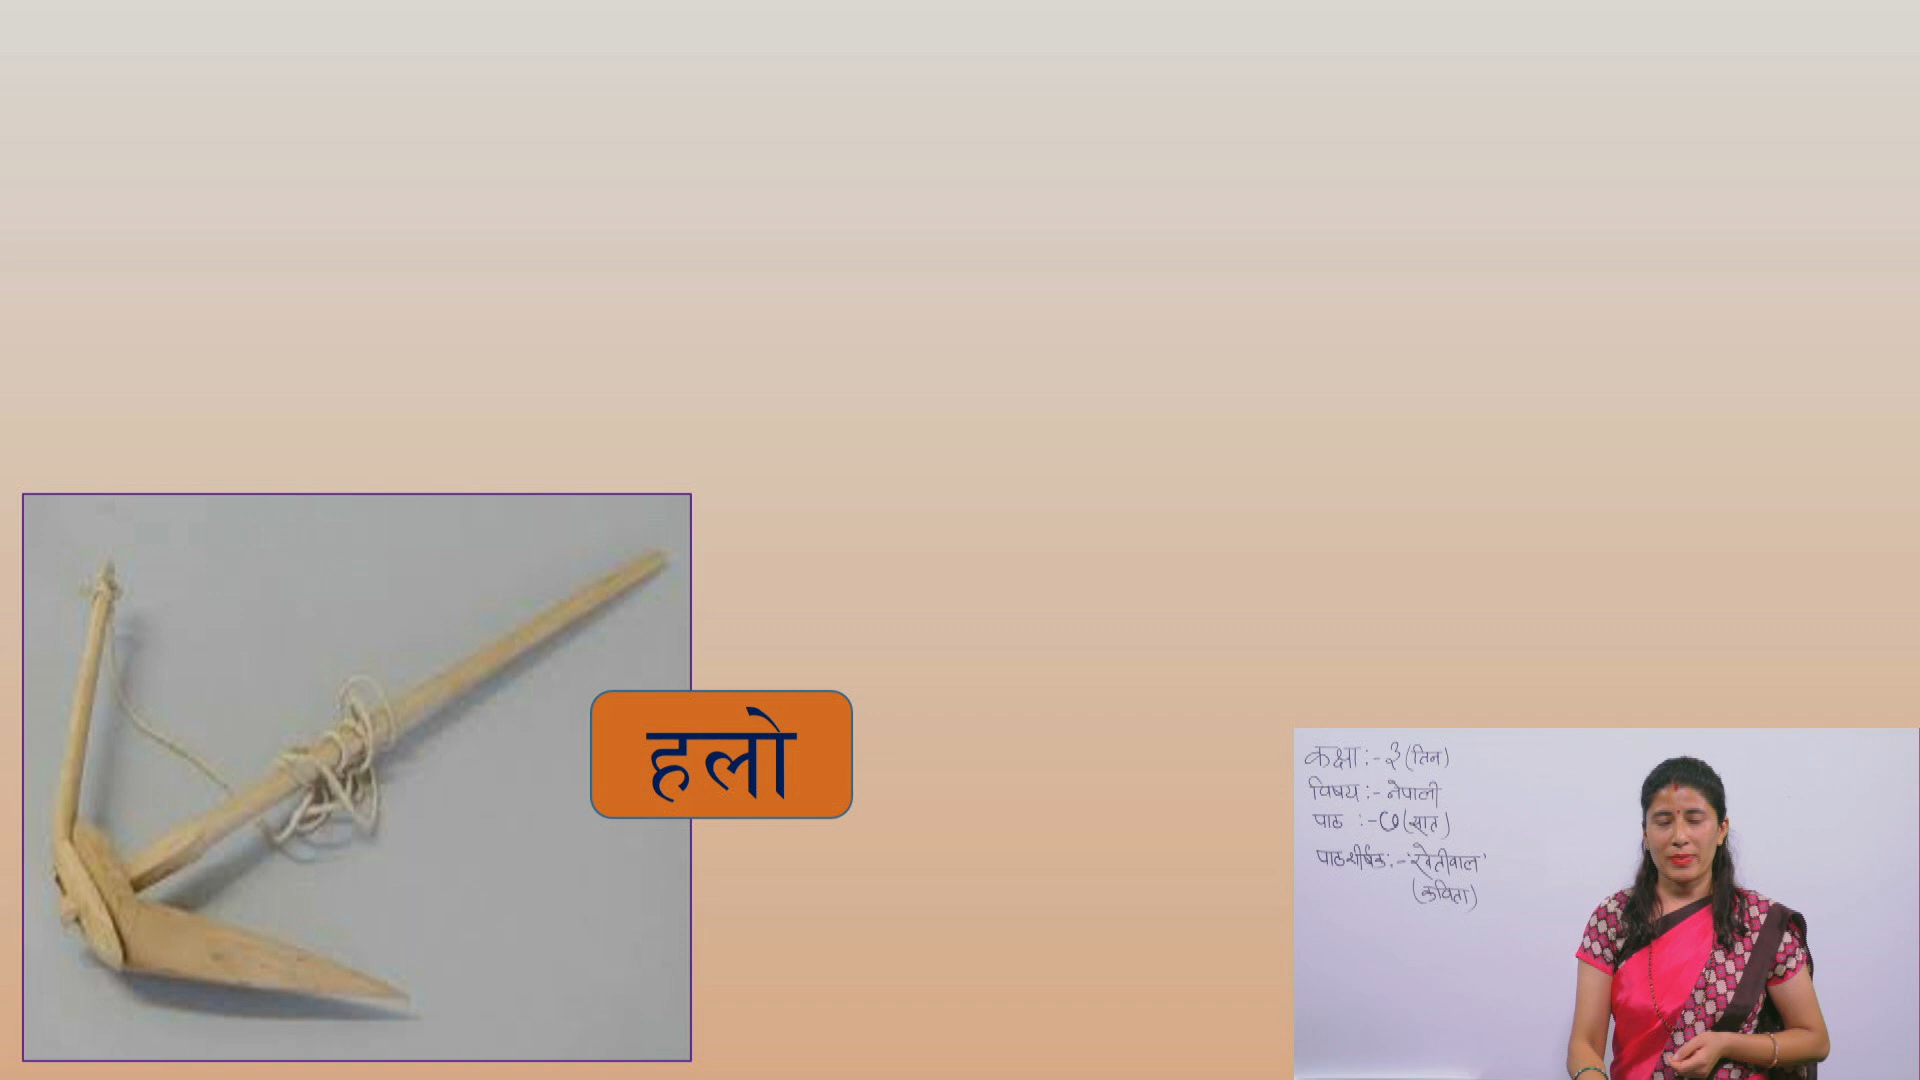 हलो
कक्षा :- ३ (तिन)
विषय :- नेपाली
पाठ :- ७ (सात)
पाठशीर्षक :- 'खेतीबाल'
(कविता)